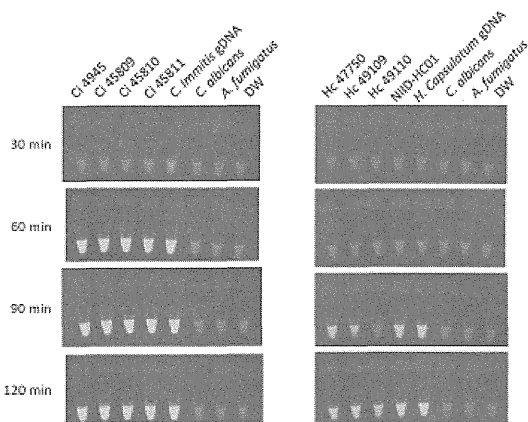 Ci 4945
Ci 45809
Ci 45810
Ci 45811
C. Immitis gDNA
C. albicans
A. fumigatus
DW
Hc 47750
Hc 49109
Hc 49110
NIID-HC01
H. Capsulatum gDNA
C. albicans
A. fumigatus
DW
30 min
60 min
90 min
120 min